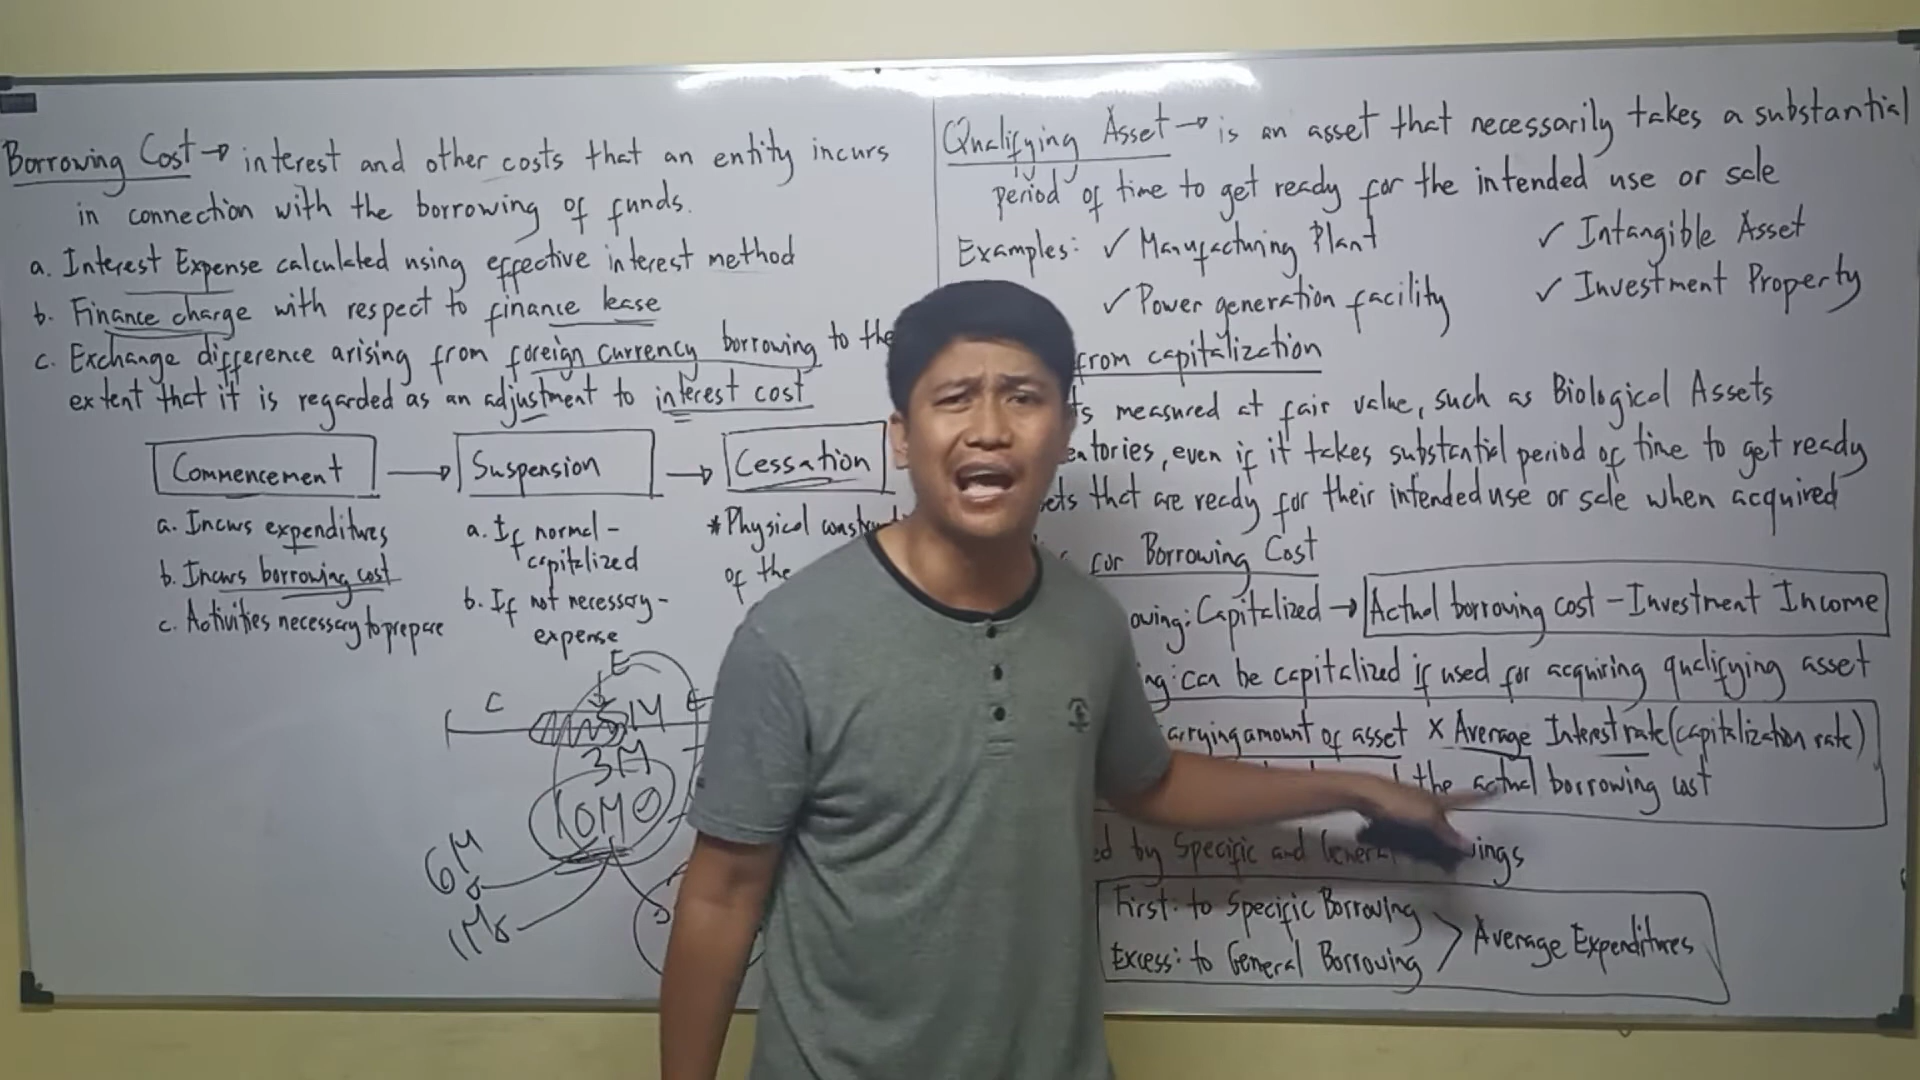 Borrowing Cost → interest and other costs that an entity incurs
in connection with the borrowing of funds.
a. Interest Expense calculated using effective interest method
b. Finance charge with respect to finance lease
c. Exchange difference arising from foreign currency borrowing to the
extent that it is regarded as an adjustment to interest cost
Commencement → Suspension → Cessation
a. Incurs expenditures
b. Incurs borrowing cost
c. Activities necessary to prepare
a. If normal -
capitalized
b. If not necessary -
expense
* Physical
of the
E
C
5M
E
3M
10M
6M
1M
Qualifying Asset → is an asset that necessarily takes a substantial
period of time to get ready for the intended use or sale
Examples: ✓ Manufacturing Plant
✓ Intangible Asset
✓ Power generation facility
✓ Investment Property
from capitalization
measured at fair value, such as Biological Assets
even if it takes substantial period of time to get ready
that are ready for their intended use or sale when acquired
for Borrowing Cost
Capitalized → Actual borrowing cost - Investment Income
can be capitalized if used for acquiring qualifying asset
amount of asset X Average Interest rate (capitalization rate)
the actual borrowing cost
by Specific and General
First: to Specific Borrowing
Excess: to General Borrowing
> Average Expenditures